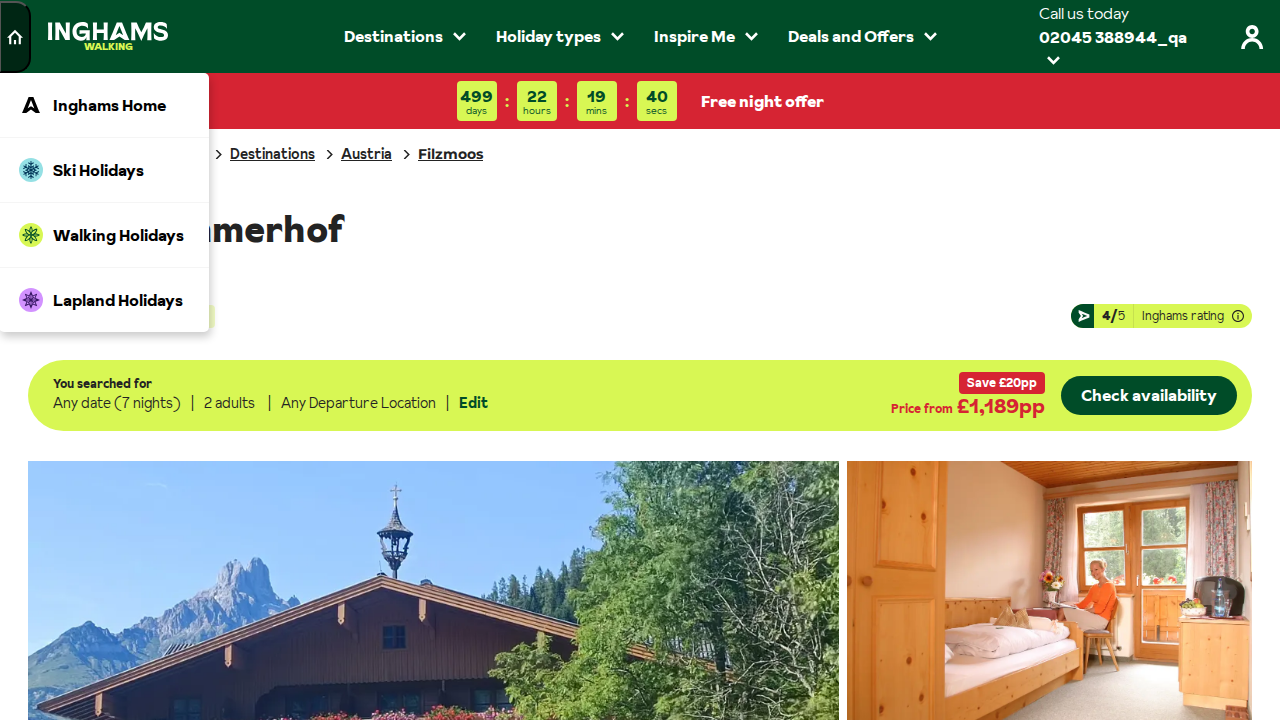 INGHAMS
WALKING
Destinations
Holiday types
Inspire Me
Deals and Offers
Call us today
02045 388944_qa
Inghams Home
Ski Holidays
Walking Holidays
Lapland Holidays
499 : 22 : 19 : 40
days hours mins secs
Free night offer
Destinations > Austria > Filzmoos
merhof
4/5 Inghams rating
You searched for
Any date (7 nights) | 2 adults | Any Departure Location | Edit
Save £20pp
Price from £1,189pp
Check availability